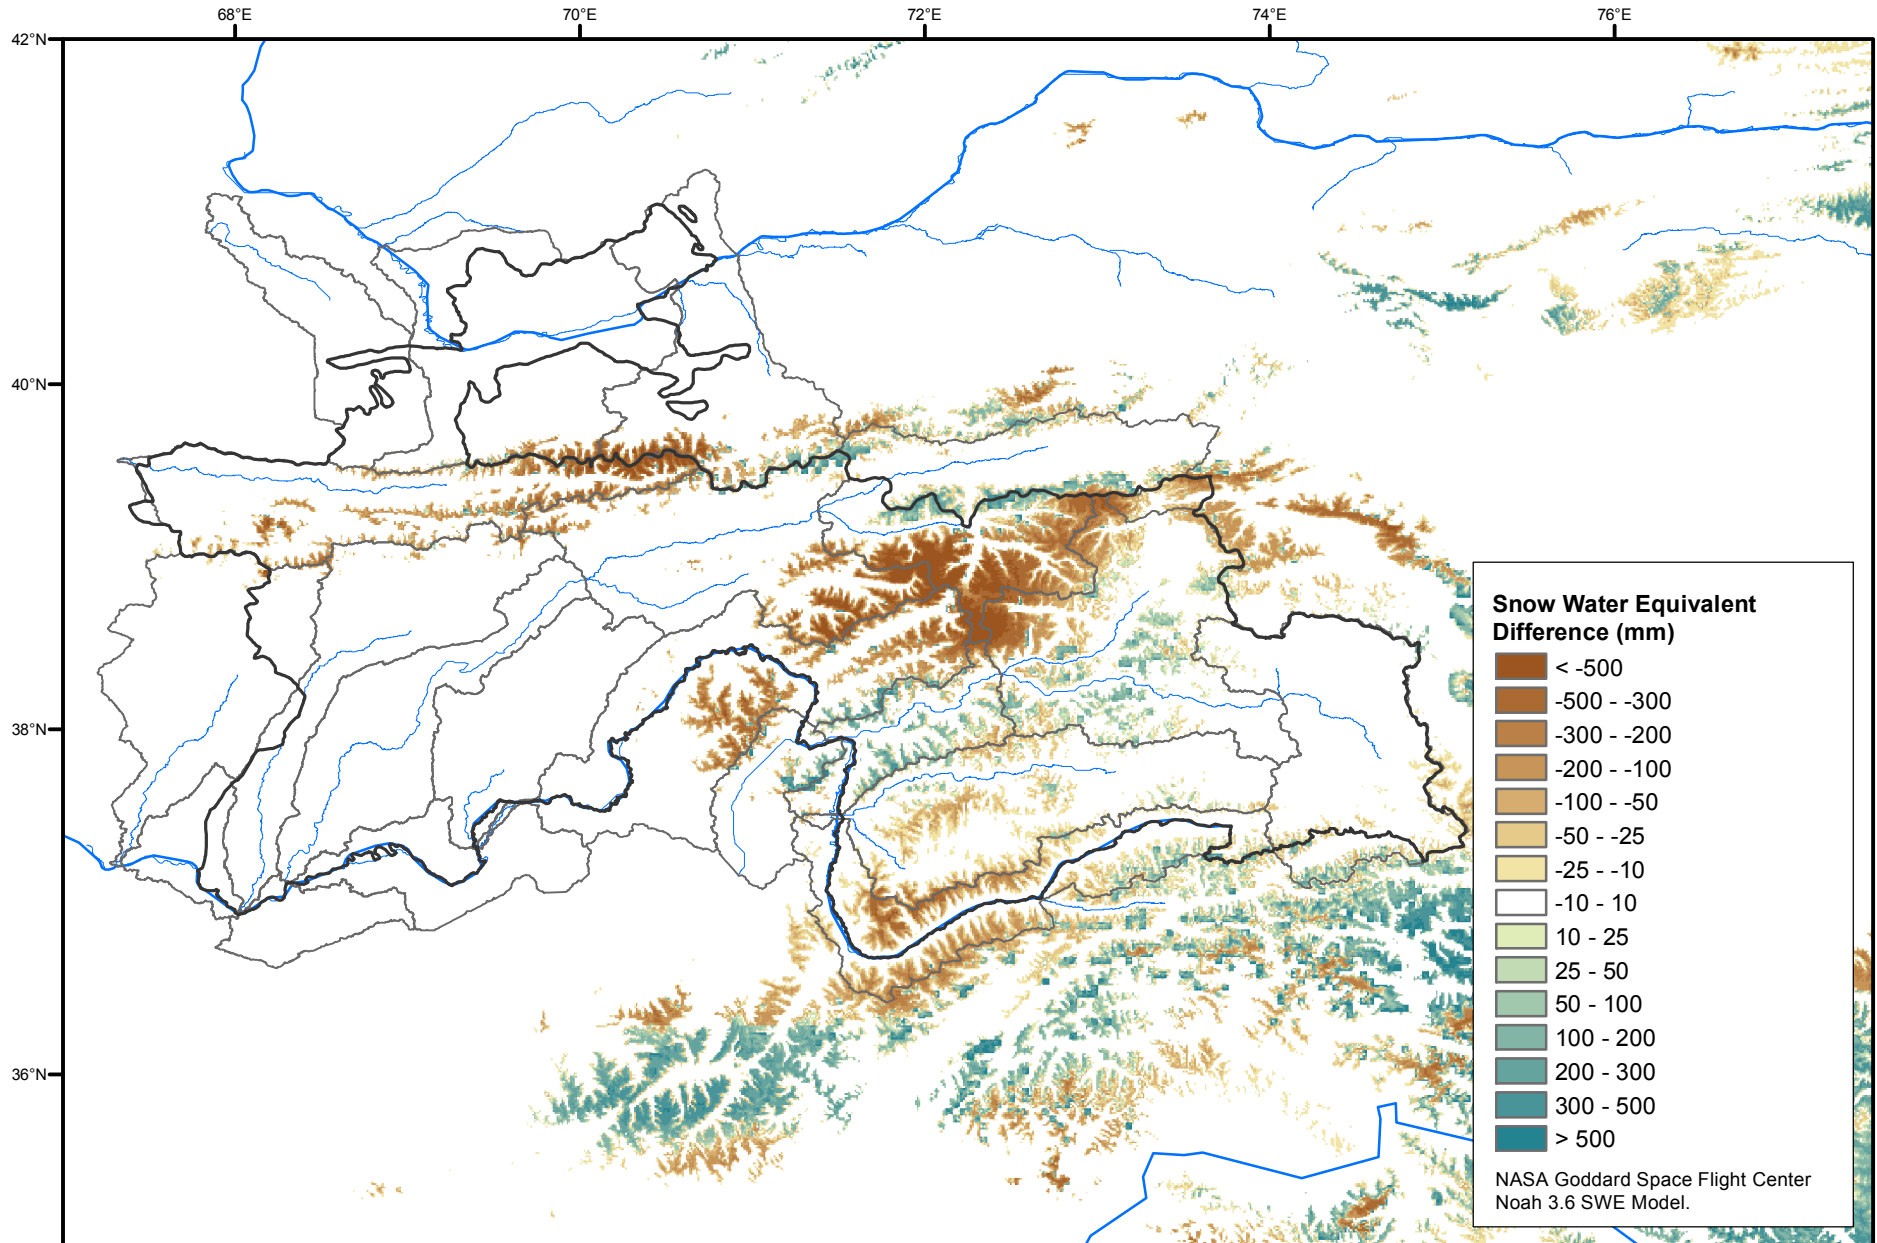 68°E 70°E 72°E 74°E 76°E
42°N
40°N
38°N
36°N
Snow Water Equivalent
Difference (mm)
< -500
-500 - -300
-300 - -200
-200 - -100
-100 - -50
-50 - -25
-25 - -10
-10 - 10
10 - 25
25 - 50
50 - 100
100 - 200
200 - 300
300 - 500
> 500
NASA Goddard Space Flight Center
Noah 3.6 SWE Model.